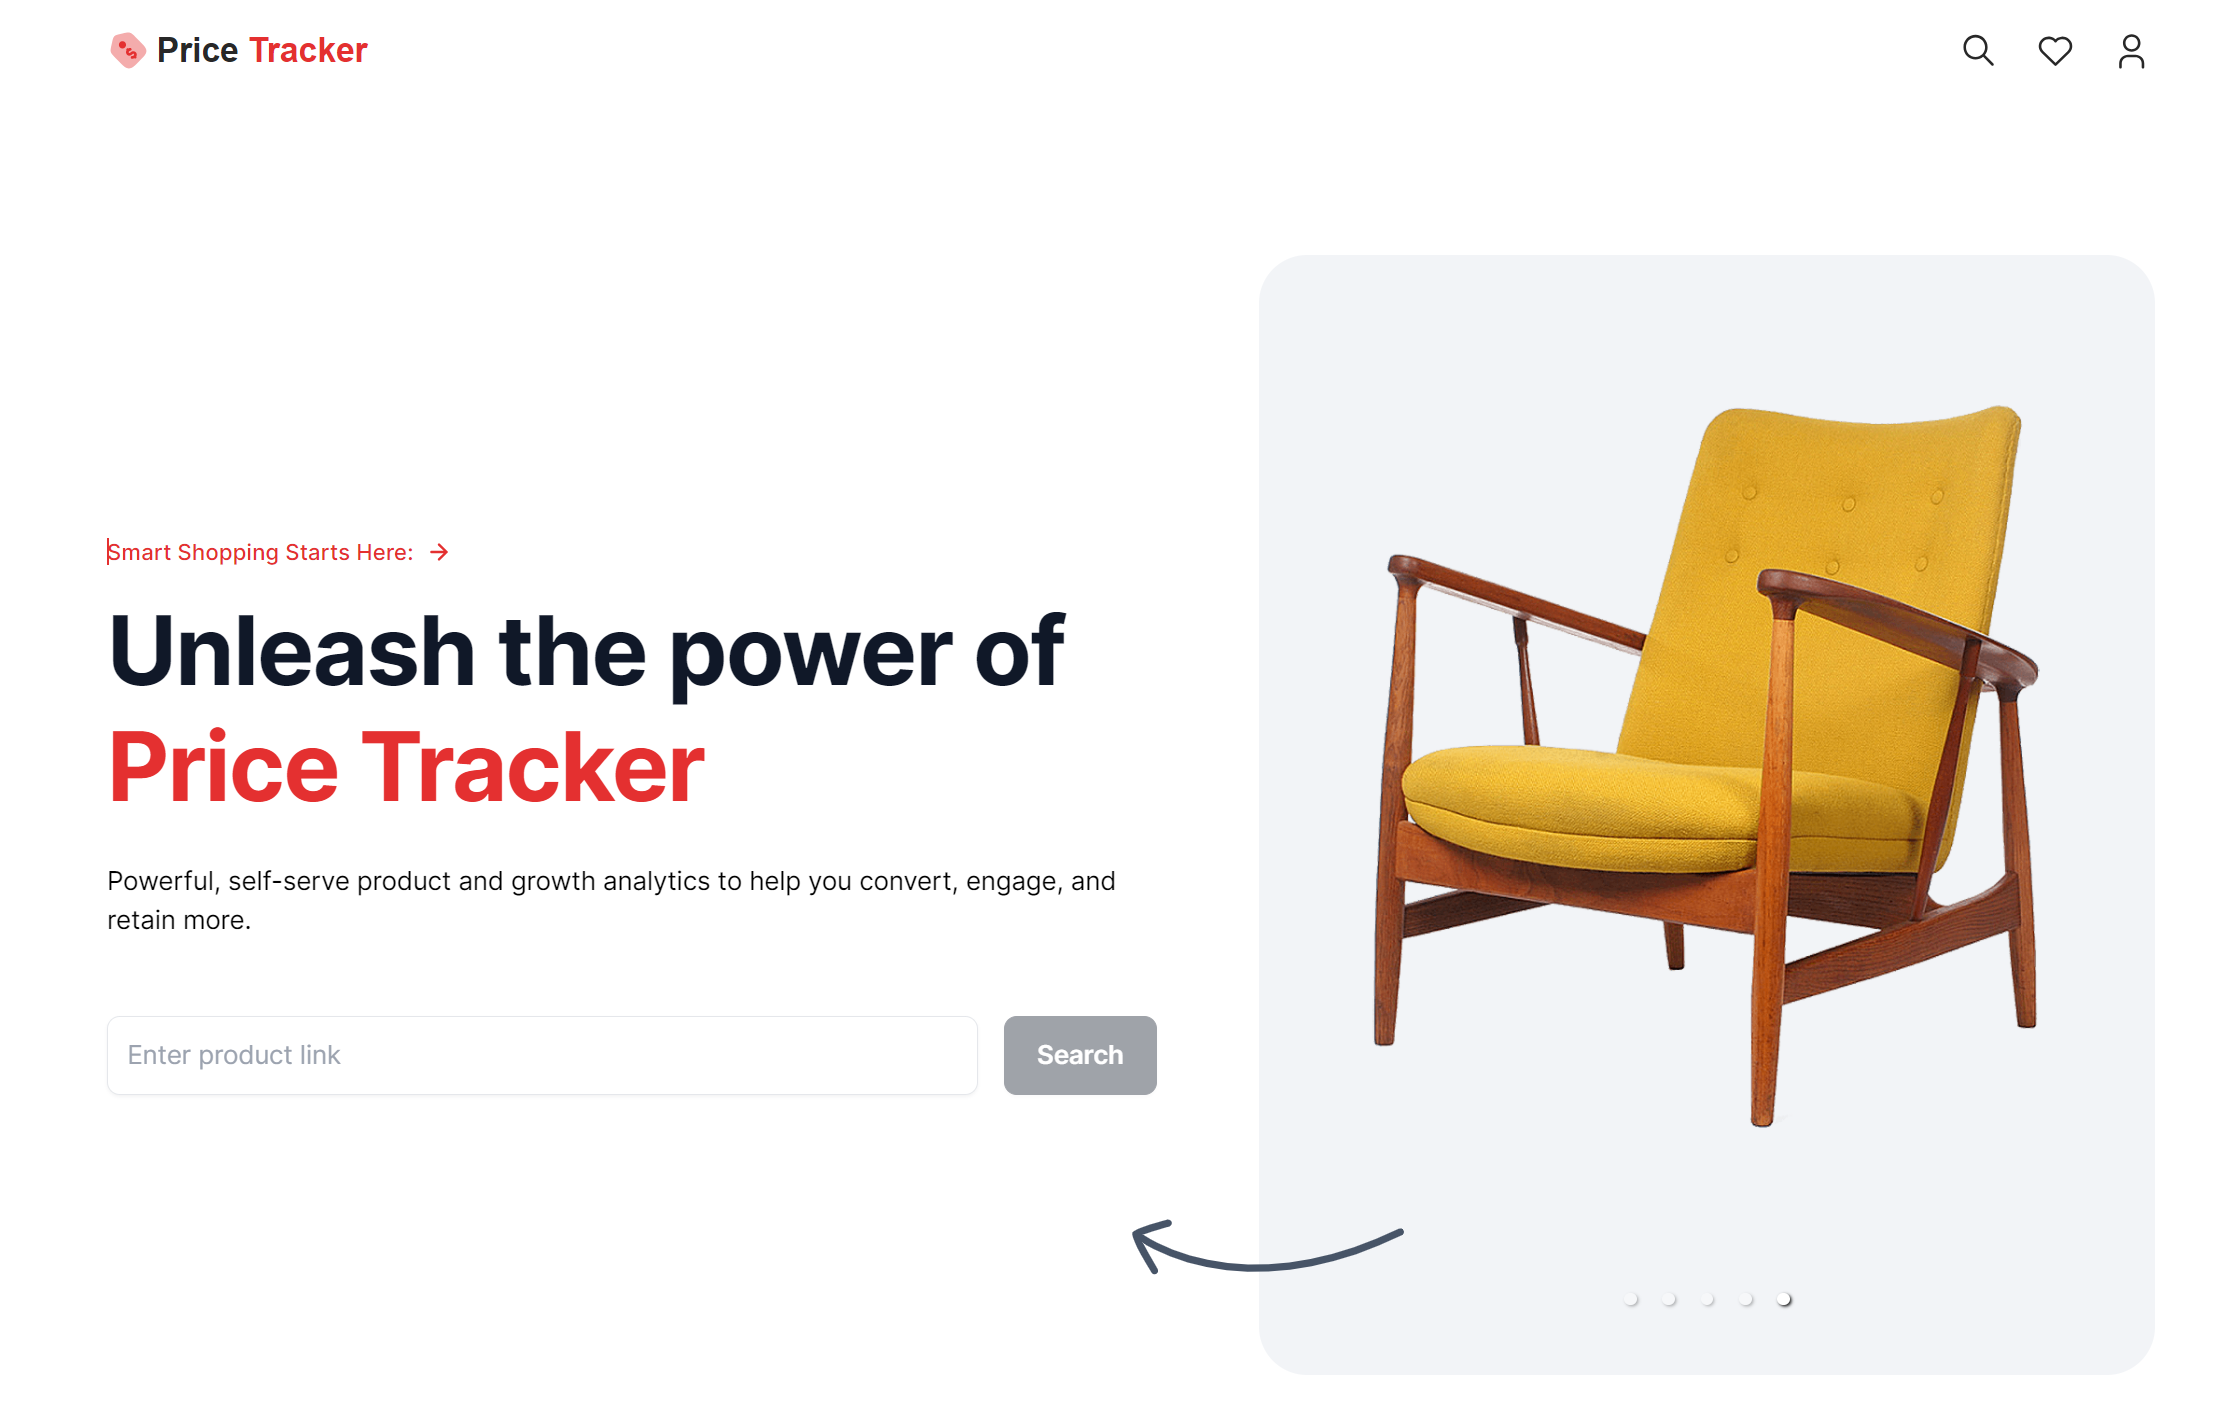 Price Tracker
Smart Shopping Starts Here:
Unleash the power of
Price Tracker
Powerful, self-serve product and growth analytics to help you convert, engage, and
retain more.
Enter product link
Search